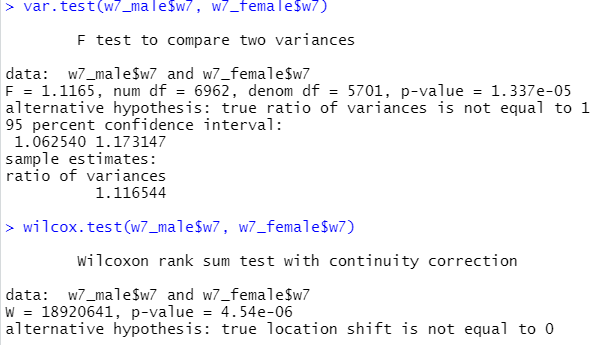 > var.test(w7_male$w7, w7_female$w7)
F test to compare two variances
data: w7_male$w7 and w7_female$w7
F = 1.1165, num df = 6962, denom df = 5701, p-value = 1.337e-05
alternative hypothesis: true ratio of variances is not equal to 1
95 percent confidence interval:
1.062540 1.173147
sample estimates:
ratio of variances
1.116544
> wilcox.test(w7_male$w7, w7_female$w7)
Wilcoxon rank sum test with continuity correction
data: w7_male$w7 and w7_female$w7
W = 18920641, p-value = 4.54e-06
alternative hypothesis: true location shift is not equal to 0